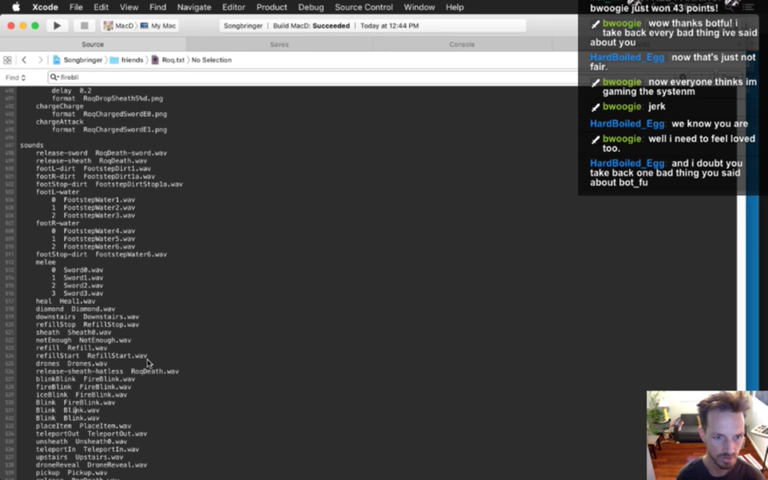 Xcode File Edit View Find Navigate Editor Product Debug Source Control Window Help
MacD My Mac
Songbringer Build MacD: Succeeded Today at 12:44 PM
Source Saves Console
Songbringer friends Roq.txt No Selection
Find
delay 0.2
format RoqDropSheath5%d.png
chargeCharge
format RoqChargedSwordE0.png
chargeAttack
format RoqChargedSwordE1.png
sounds
release-sword RoqDeath-sword.wav
release-sheath RoqDeath.wav
footL-dirt FootstepDirt1.wav
footR-dirt FootstepDirt1a.wav
footStop-dirt FootstepDirtStop1a.wav
footL-water
0 FootstepWater1.wav
1 FootstepWater2.wav
2 FootstepWater3.wav
footR-water
0 FootstepWater4.wav
1 FootstepWater5.wav
2 FootstepWater6.wav
footStop-dirt FootstepWater6.wav
melee
0 Sword0.wav
1 Sword1.wav
2 Sword2.wav
3 Sword3.wav
heal Heal1.wav
diamond Diamond.wav
downstairs Downstairs.wav
refillStop RefillStop.wav
sheath Sheath0.wav
notEnough NotEnough.wav
refill Refill.wav
refillStart RefillStart.wav
drones Drones.wav
release-sheath-hatless RoqDeath.wav
blinkBlink FireBlink.wav
fireBlink FireBlink.wav
iceBlink FireBlink.wav
Blink FireBlink.wav
Blink Blink.wav
Blink Blink.wav
placeItem PlaceItem.wav
teleportOut TeleportOut.wav
unsheath Unsheath0.wav
teleportIn TeleportIn.wav
upstairs Upstairs.wav
droneReveal DroneReveal.wav
pickup Pickup.wav
bwoogie just won 43 points!
bwoogie: wow thanks botfu! i
take back every bad thing ive said
about you
HardBoiled_Egg: now that's just not
fair.
bwoogie: now everyone thinks im
gaming the systenm
bwoogie: jerk
HardBoiled_Egg: we know you are
bwoogie: well i need to feel loved
too.
HardBoiled_Egg: and i doubt you
take back one bad thing you said
about bot_fu